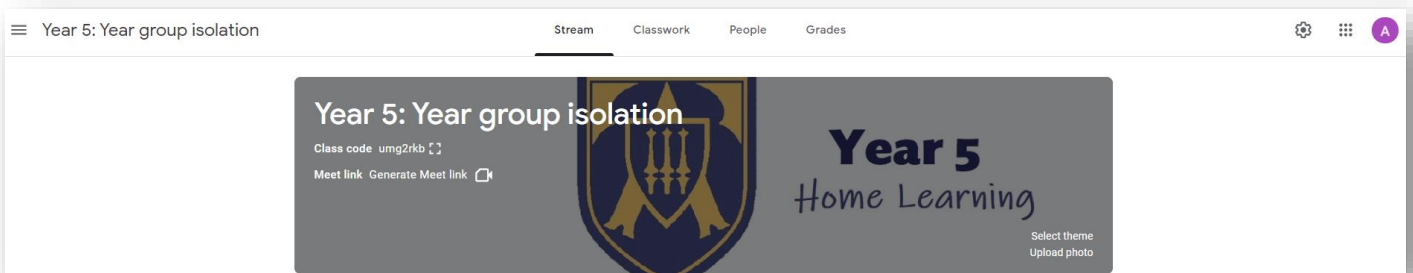 Year 5: Year group isolation
Stream Classwork People Grades
A
Year 5: Year group isolation
Class code umg2rkb
Meet link Generate Meet link
Year 5
Home Learning
Select theme
Upload photo